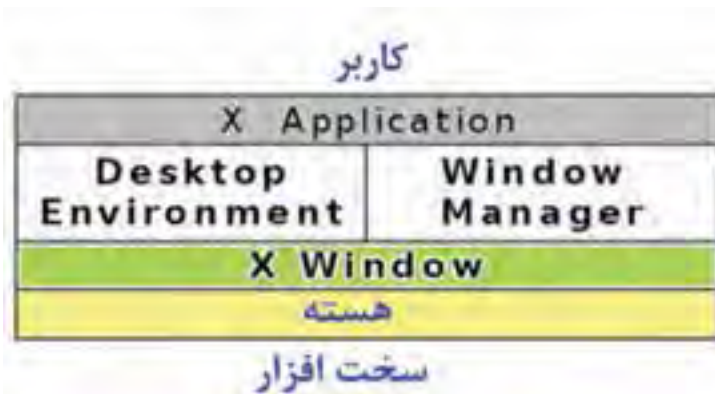 کاربر
X Application
Desktop Environment
Window Manager
X Window
هسته
سخت افزار